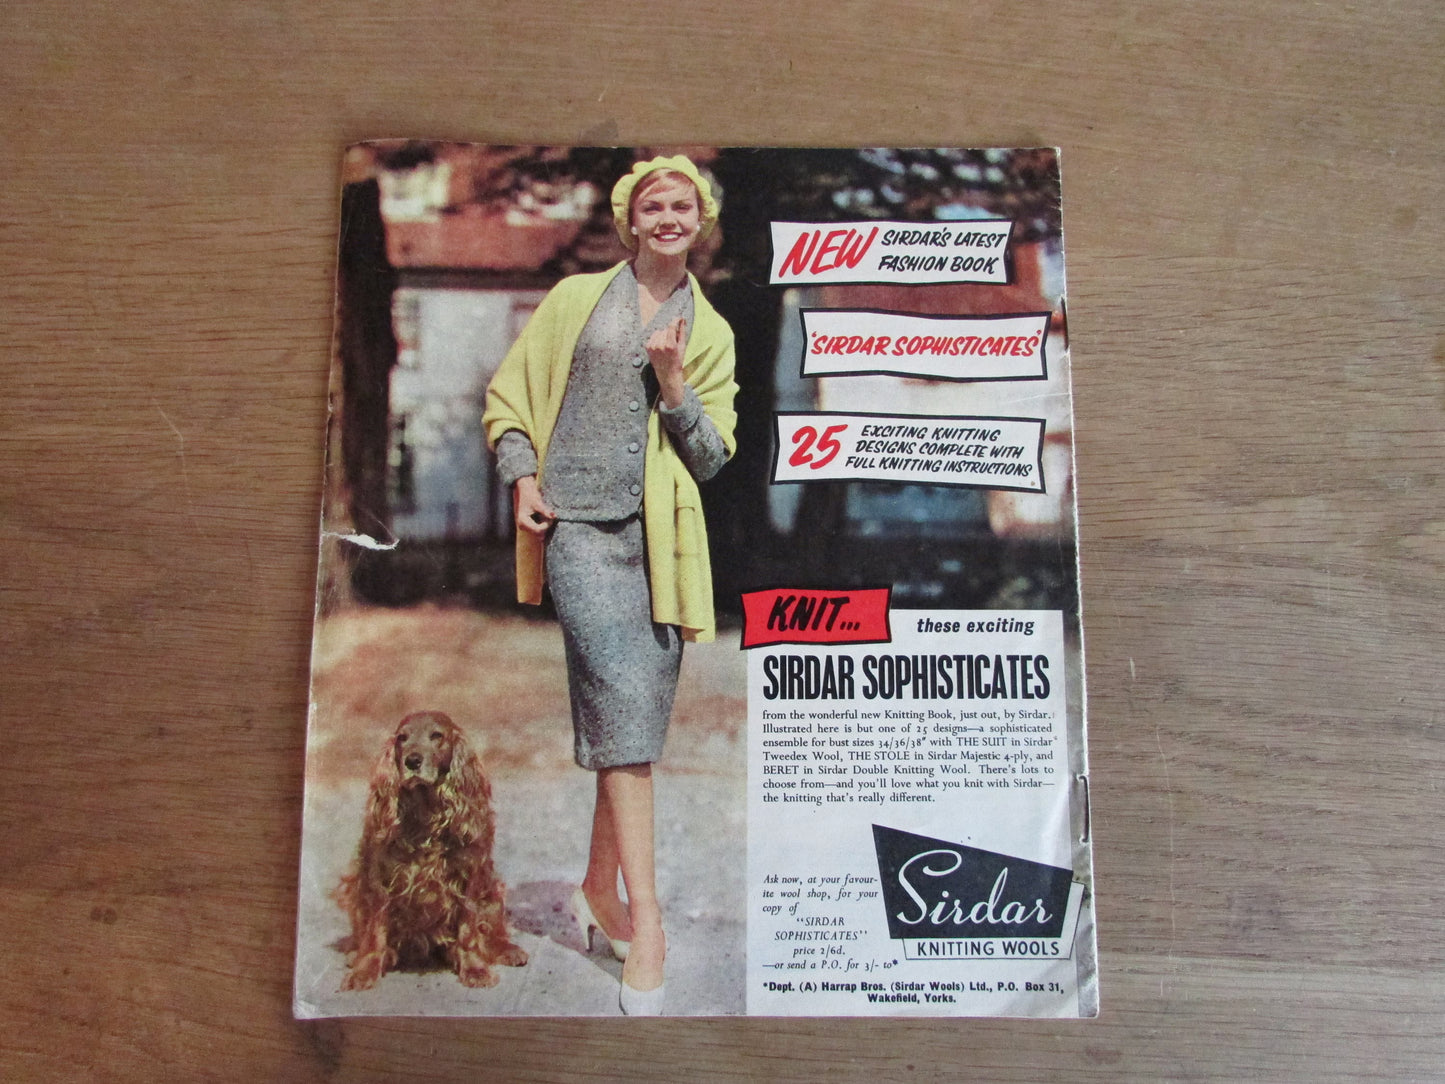 NEW SIRDAR'S LATEST
FASHION BOOK
'SIRDAR SOPHISTICATES'
25 EXCITING KNITTING
DESIGNS COMPLETE WITH
FULL KNITTING INSTRUCTIONS
KNIT...
these exciting
SIRDAR SOPHISTICATES
from the wonderful new Knitting Book, just out, by Sirdar.
Illustrated here is but one of 25 designs—a sophisticated
ensemble for bust sizes 34/36/38" with THE SUIT in Sirdar
Tweedex Wool, THE STOLE in Sirdar Majestic 4-ply, and
BERET in Sirdar Double Knitting Wool. There's lots to
choose from—and you'll love what you knit with Sirdar—
the knitting that's really different.
Ask now, at your favour-
ite wool shop, for your
copy of
"SIRDAR
SOPHISTICATES"
price 2/6d.
—or send a P.O. for 3/- to*
Sirdar
KNITTING WOOLS
*Dept. (A) Harrap Bros. (Sirdar Wools) Ltd., P.O. Box 31,
Wakefield, Yorks.